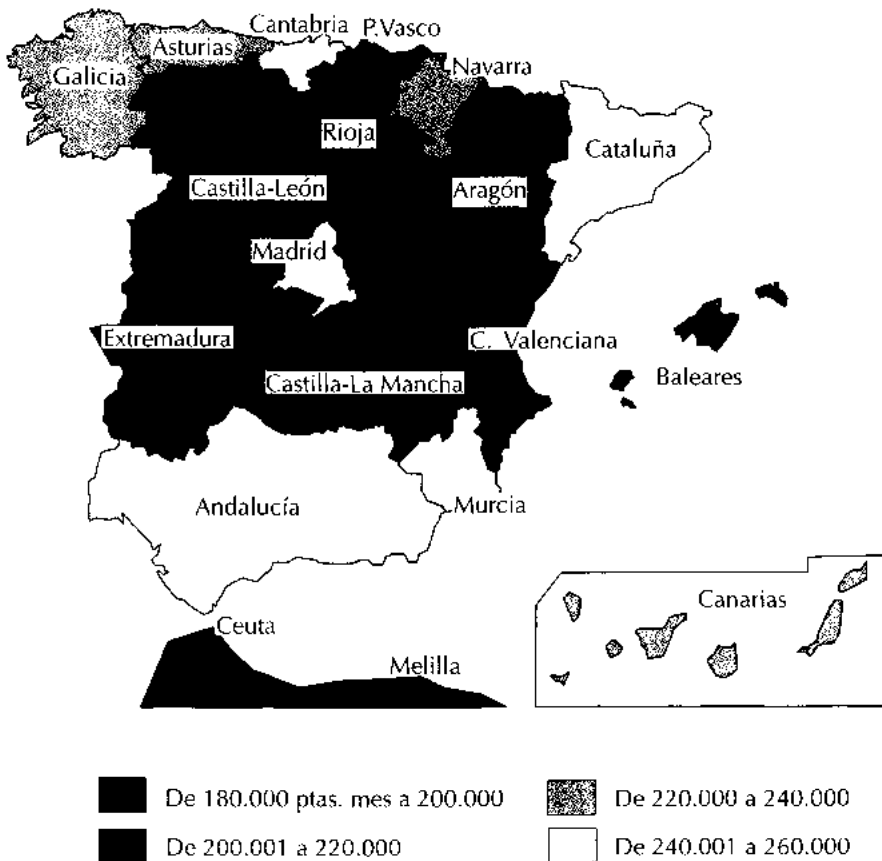 Cantabria
P.Vasco
Asturias
Galicia
Navarra
Rioja
Cataluña
Castilla-León
Aragón
Madrid
Extremadura
C. Valenciana
Castilla-La Mancha
Baleares
Andalucía
Murcia
Canarias
Ceuta
Melilla
De 180.000 ptas. mes a 200.000
De 220.000 a 240.000
De 200.001 a 220.000
De 240.001 a 260.000